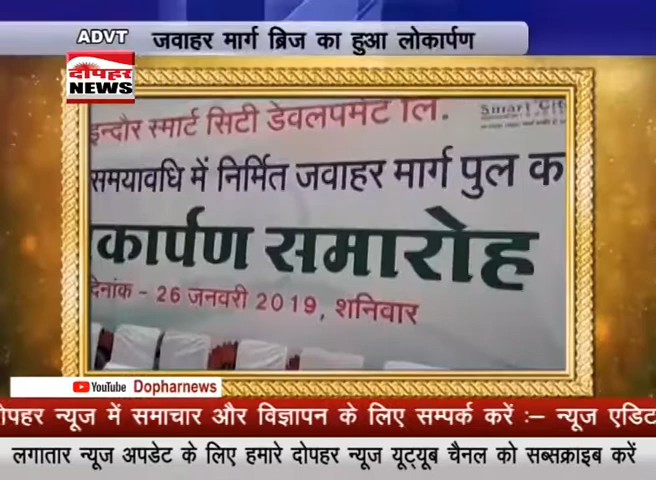 ADVT
जवाहर मार्ग ब्रिज का हुआ लोकार्पण
दोपहर
NEWS
इन्दौर स्मार्ट सिटी डेवलपमेंट लि.
Smart City
समयावधि में निर्मित जवाहर मार्ग पुल क
कार्पण समारोह
दिनांक - 26 जनवरी 2019, शनिवार
YouTube Dopharnews
ोपहर न्यूज में समाचार और विज्ञापन के लिए सम्पर्क करें :– न्यूज एडिट
लगातार न्यूज अपडेट के लिए हमारे दोपहर न्यूज यूट्यूब चैनल को सब्सक्राइब करें